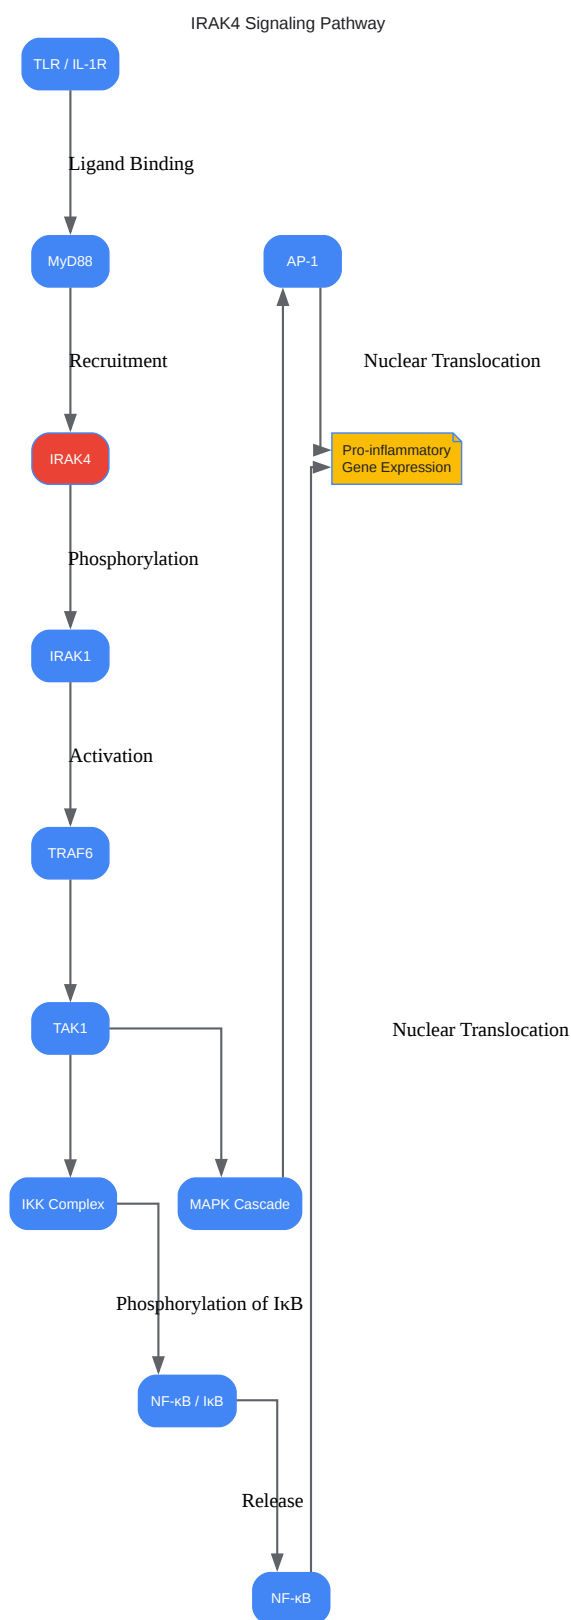 IRAK4 Signaling Pathway
TLR / IL-1R
Ligand Binding
MyD88
AP-1
Recruitment
Nuclear Translocation
IRAK4
Pro-inflammatory
Gene Expression
Phosphorylation
IRAK1
Activation
TRAF6
TAK1
Nuclear Translocation
IKK Complex
MAPK Cascade
Phosphorylation of IκB
NF-κB / IκB
Release
NF-κB